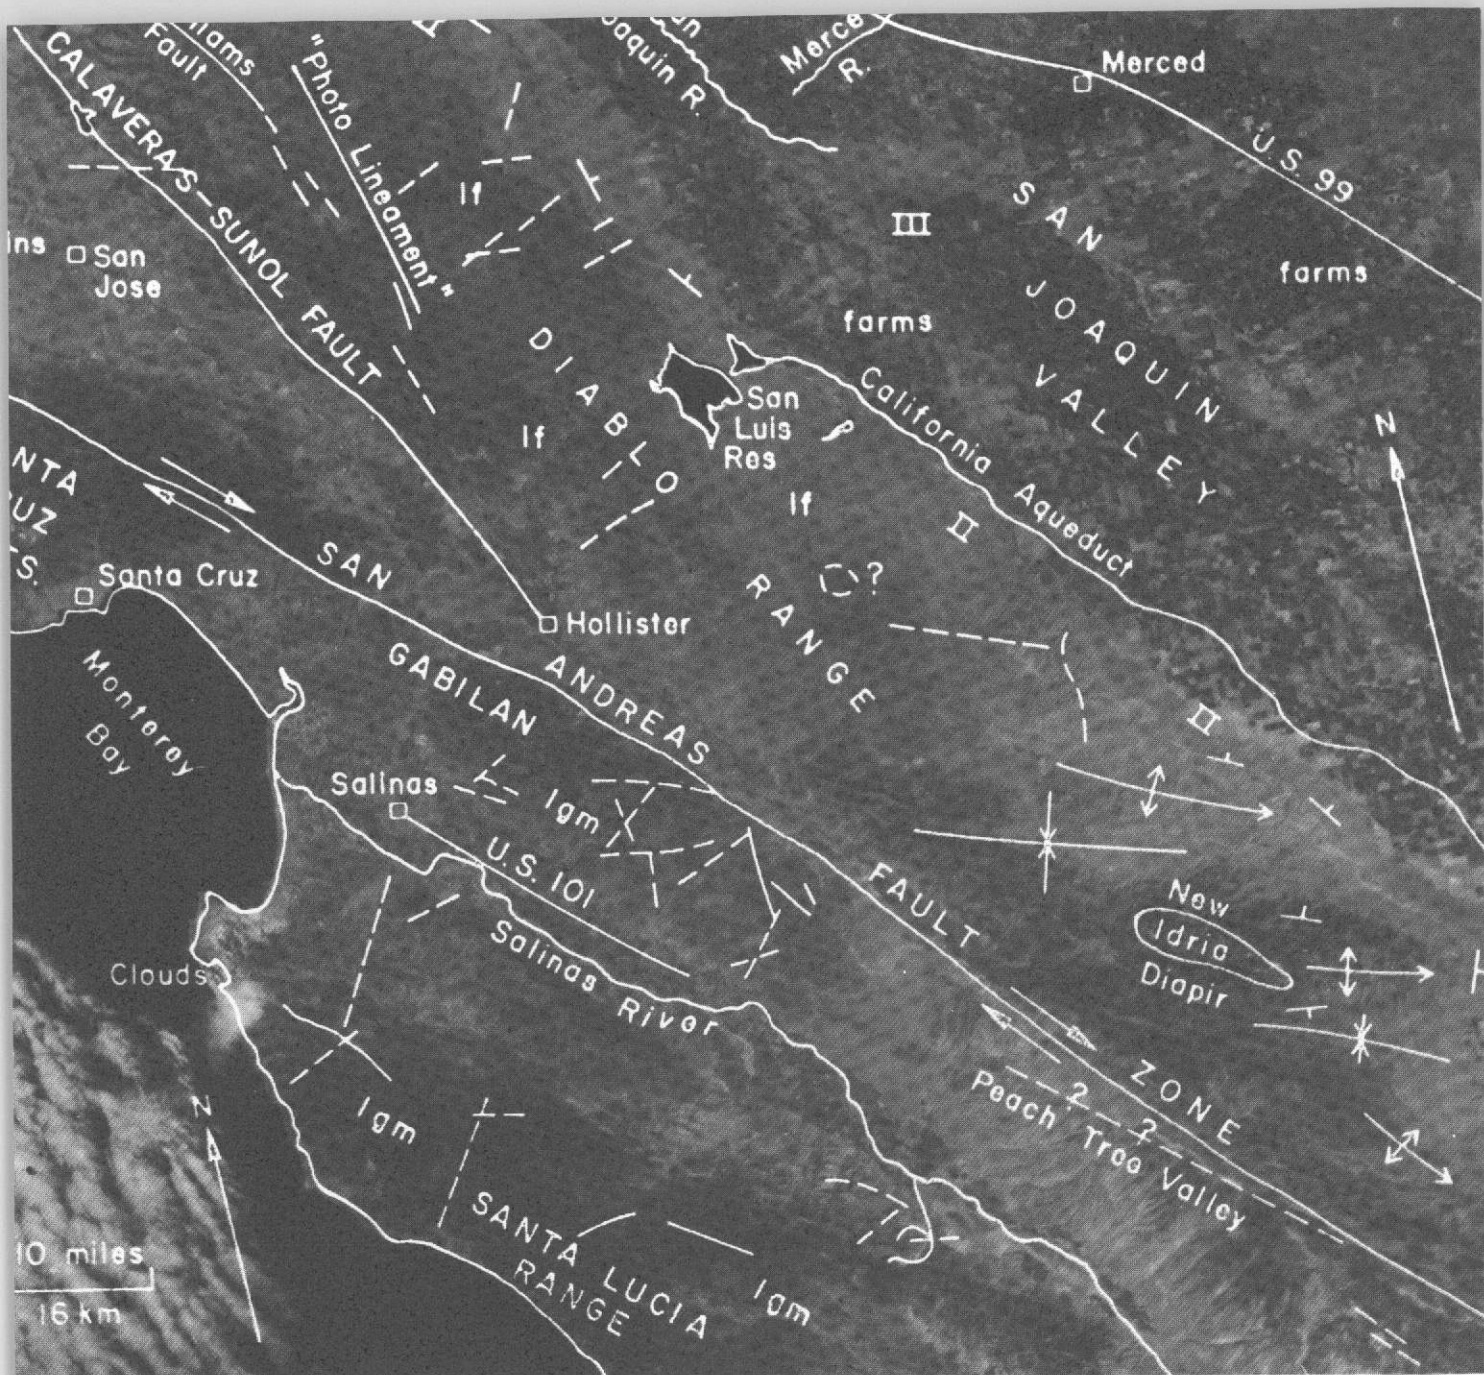 Fault
"Photo Lineament"
R.
Merced
U.S. 99
CALAVERAS-SUNOL FAULT
San
Jose
If
If
If
III
SAN
JOAQUIN
VALLEY
farms
farms
DIABLO
RANGE
San
Luis
Res
California Aqueduct
II
II
N
?
Santa Cruz
Hollister
SAN ANDREAS FAULT ZONE
GABILAN
Monterey
Bay
Salinas
Igm
U.S. 101
Salinas River
Clouds
New
Idria
Diapir
?
?
Peach Tree Valley
Igm
N
SANTA LUCIA
RANGE
Igm
10 miles
16 km